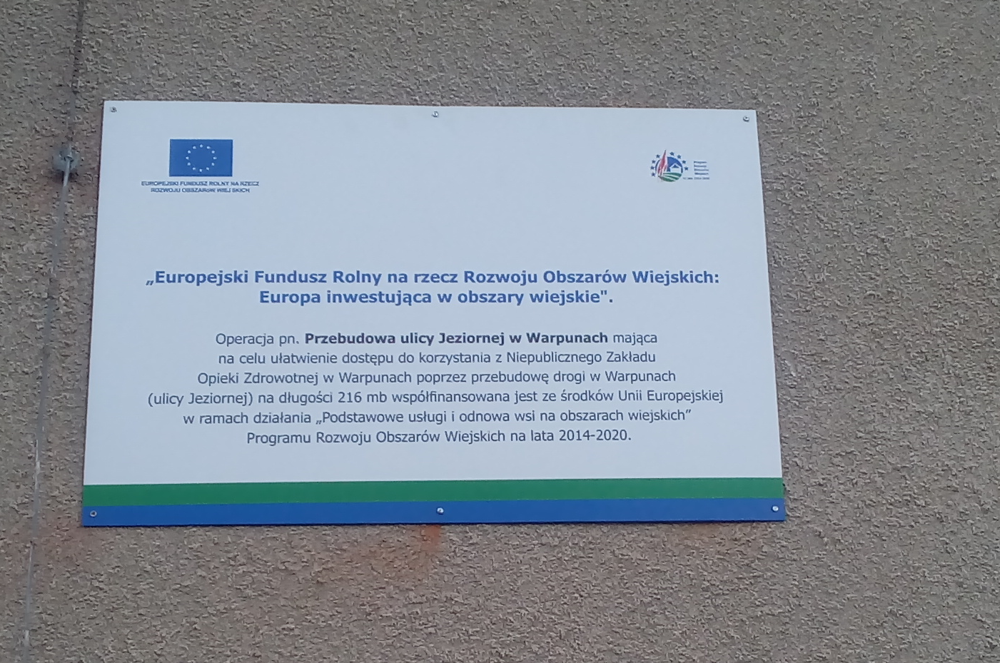 EUROPEJSKI FUNDUSZ ROLNY NA RZECZ
ROZWOJU OBSZARÓW WIEJSKICH
„Europejski Fundusz Rolny na rzecz Rozwoju Obszarów Wiejskich:
Europa inwestująca w obszary wiejskie".
Operacja pn. Przebudowa ulicy Jeziornej w Warpunach mająca
na celu ułatwienie dostępu do korzystania z Niepublicznego Zakładu
Opieki Zdrowotnej w Warpunach poprzez przebudowę drogi w Warpunach
(ulicy Jeziornej) na długości 216 mb współfinansowana jest ze środków Unii Europejskiej
w ramach działania „Podstawowe usługi i odnowa wsi na obszarach wiejskich”
Programu Rozwoju Obszarów Wiejskich na lata 2014-2020.